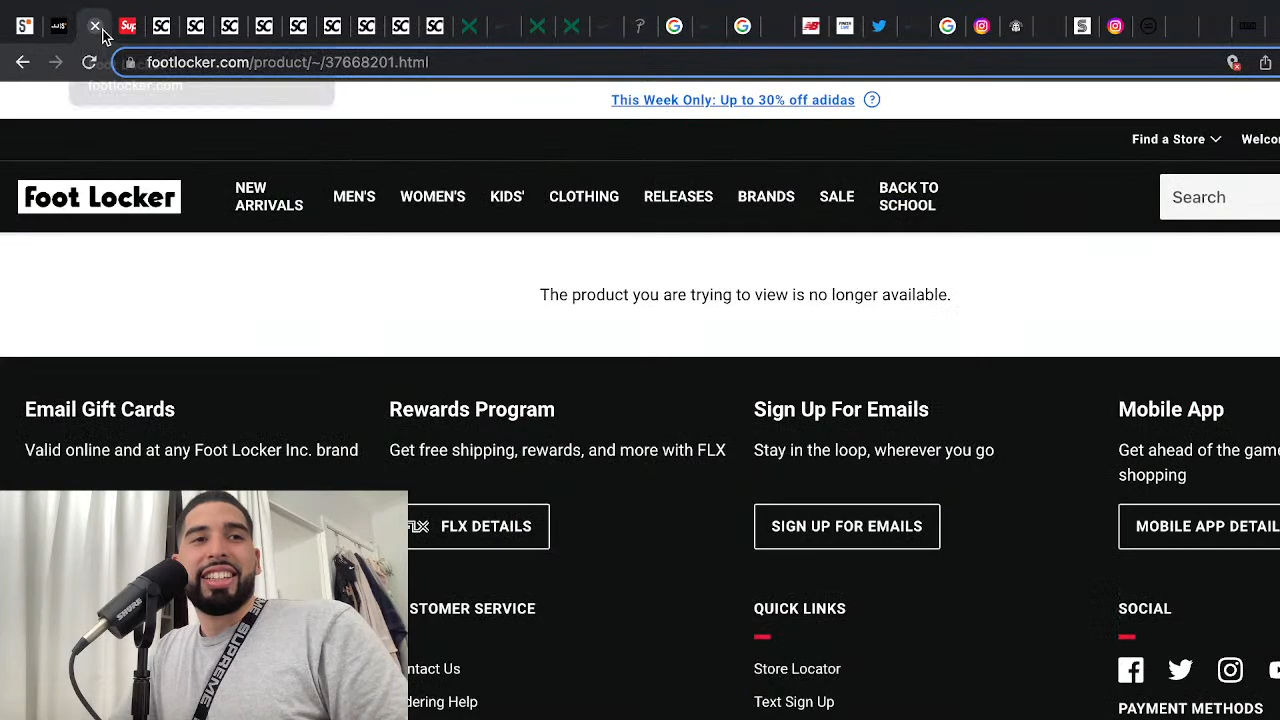 footlocker.com/product/~/37668201.html
footlocker.com
This Week Only: Up to 30% off adidas
Find a Store
Foot Locker
NEW
ARRIVALS
MEN'S
WOMEN'S
KIDS'
CLOTHING
RELEASES
BRANDS
SALE
BACK TO
SCHOOL
Search
The product you are trying to view is no longer available.
Email Gift Cards
Valid online and at any Foot Locker Inc. brand
Rewards Program
Get free shipping, rewards, and more with FLX
FLX DETAILS
Sign Up For Emails
Stay in the loop, wherever you go
SIGN UP FOR EMAILS
Mobile App
Get ahead of the game
shopping
MOBILE APP DETAIL
STOMER SERVICE
ntact Us
dering Help
QUICK LINKS
Store Locator
Text Sign Up
SOCIAL
PAYMENT METHODS
SHURE
SUPREME